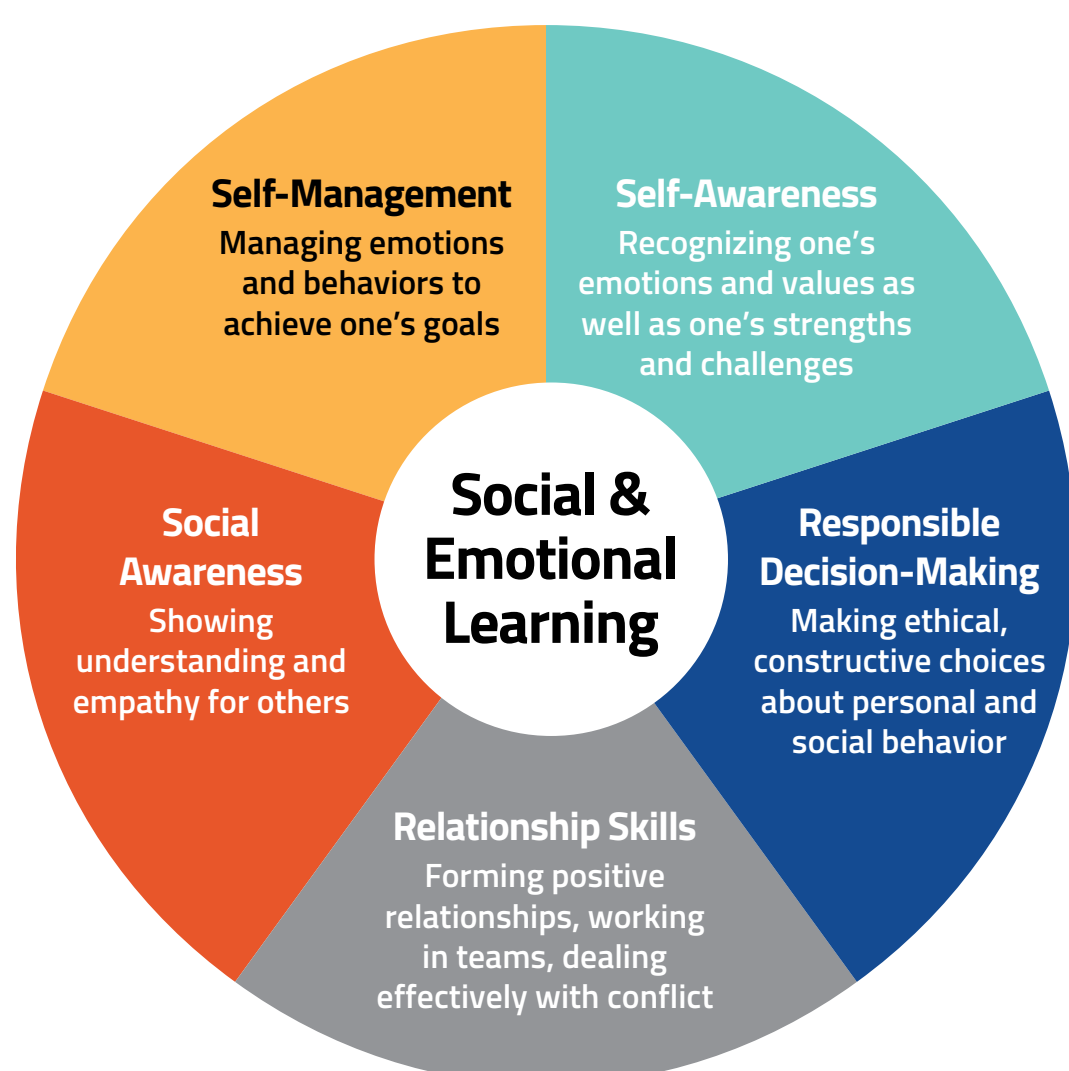 Self-Management
Managing emotions
and behaviors to
achieve one’s goals
Self-Awareness
Recognizing one’s
emotions and values as
well as one’s strengths
and challenges
Social &
Emotional
Learning
Social
Awareness
Showing
understanding and
empathy for others
Responsible
Decision-Making
Making ethical,
constructive choices
about personal and
social behavior
Relationship Skills
Forming positive
relationships, working
in teams, dealing
effectively with conflict